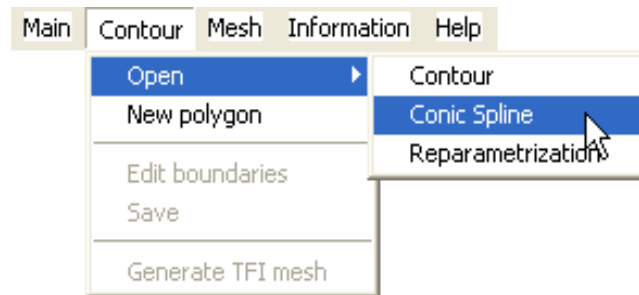 Main Contour Mesh Information Help
Open Contour
New polygon Conic Spline
Reparametrization
Edit boundaries
Save
Generate TFI mesh